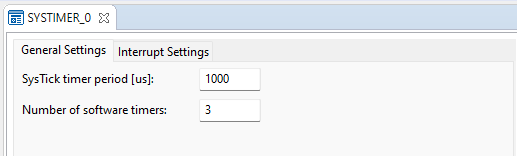 SYSTIMER_0
General Settings Interrupt Settings
SysTick timer period [us]: 1000
Number of software timers: 3